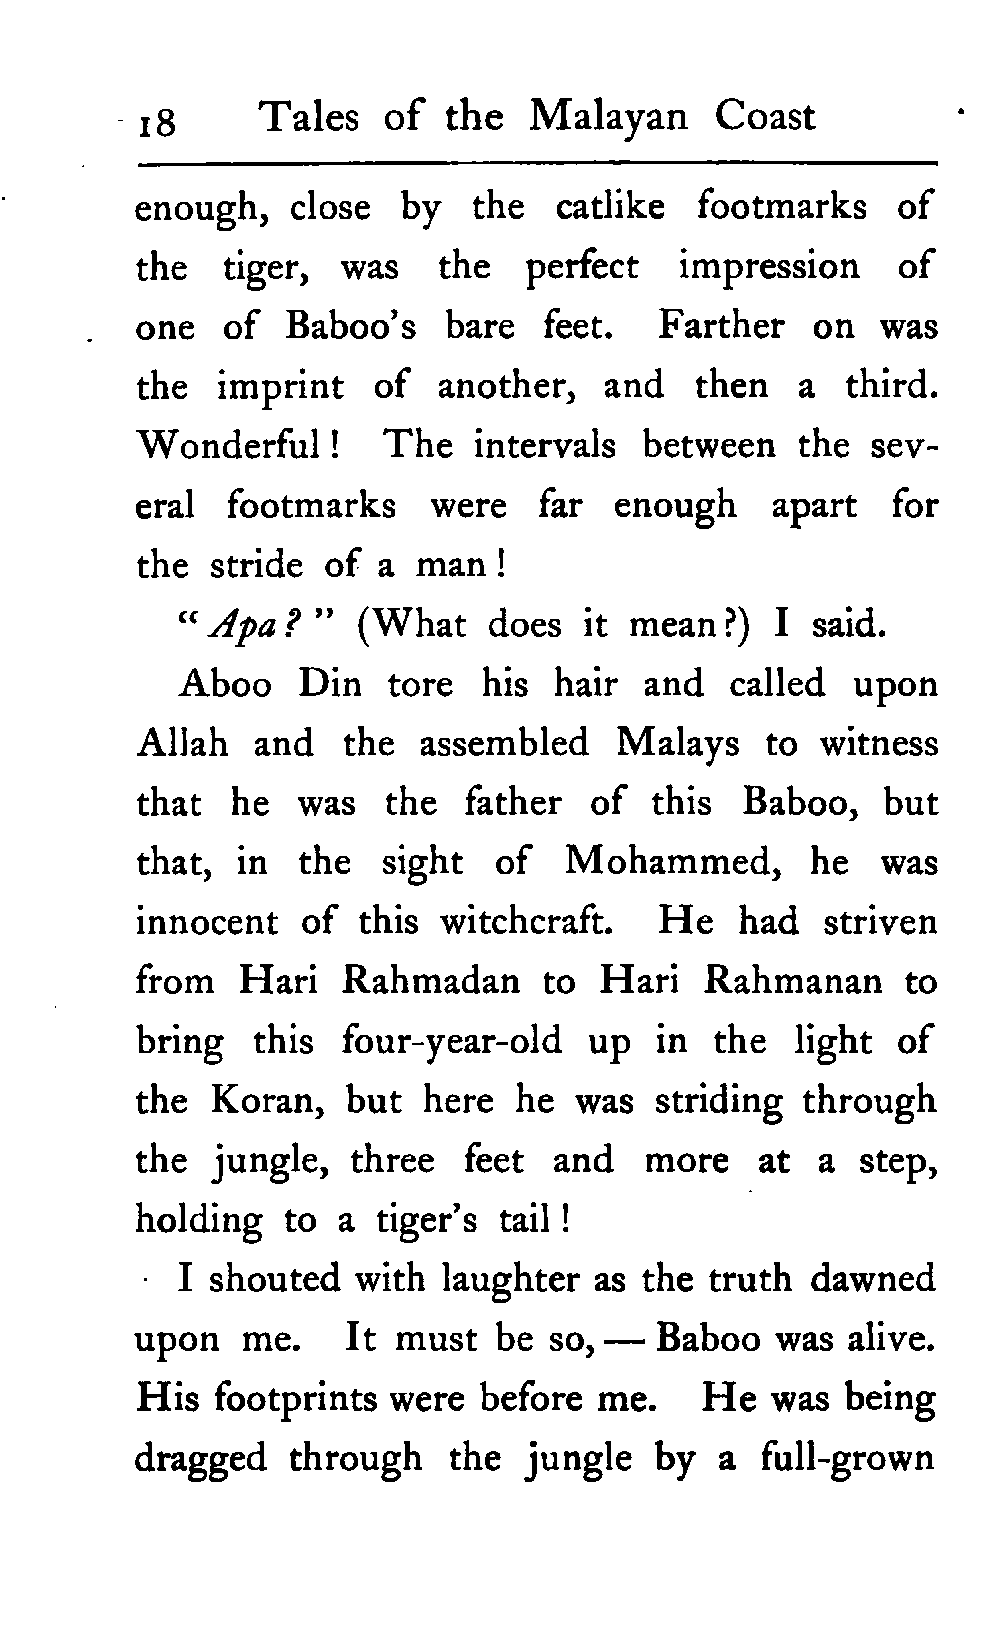 18 Tales of the Malayan Coast
enough, close by the catlike footmarks of
the tiger, was the perfect impression of
one of Baboo's bare feet. Farther on was
the imprint of another, and then a third.
Wonderful! The intervals between the sev-
eral footmarks were far enough apart for
the stride of a man!
"Apa?" (What does it mean?) I said.
Aboo Din tore his hair and called upon
Allah and the assembled Malays to witness
that he was the father of this Baboo, but
that, in the sight of Mohammed, he was
innocent of this witchcraft. He had striven
from Hari Rahmadan to Hari Rahmanan to
bring this four-year-old up in the light of
the Koran, but here he was striding through
the jungle, three feet and more at a step,
holding to a tiger's tail!
I shouted with laughter as the truth dawned
upon me. It must be so, — Baboo was alive.
His footprints were before me. He was being
dragged through the jungle by a full-grown